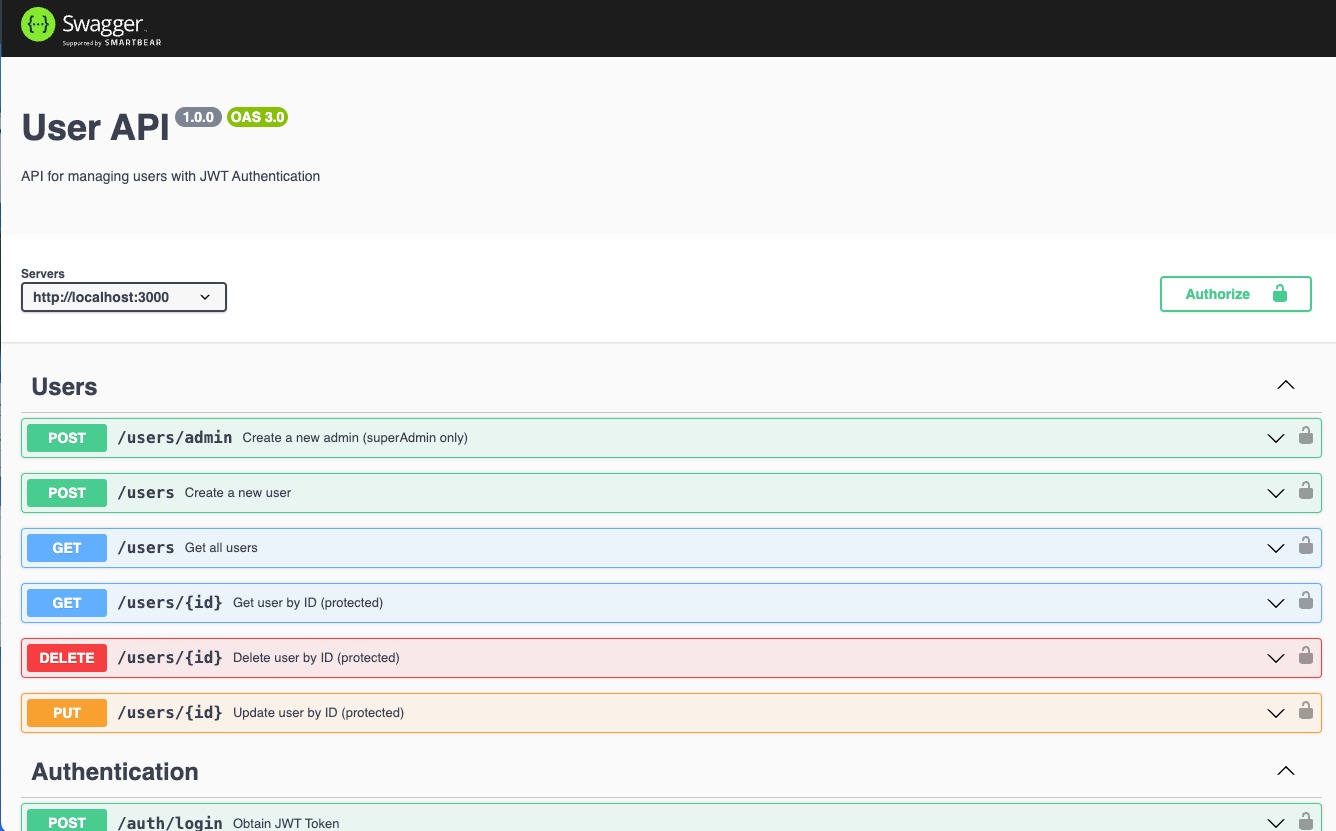 {···} Swagger
Supported by SMARTBEAR
User API 1.0.0 OAS 3.0
API for managing users with JWT Authentication
Servers
http://localhost:3000
Authorize
Users
POST /users/admin Create a new admin (superAdmin only)
POST /users Create a new user
GET /users Get all users
GET /users/{id} Get user by ID (protected)
DELETE /users/{id} Delete user by ID (protected)
PUT /users/{id} Update user by ID (protected)
Authentication
POST /auth/login Obtain JWT Token